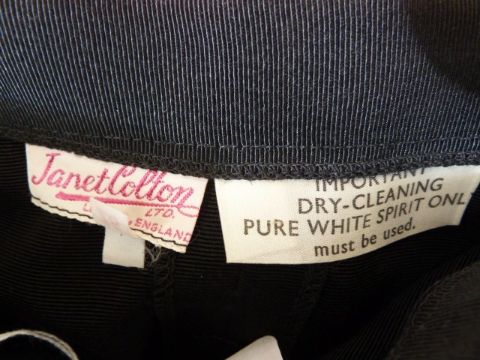 Janet Colton
LTD.
ENGLAND
IMPORTANT
DRY-CLEANING
PURE WHITE SPIRIT ONL
must be used.